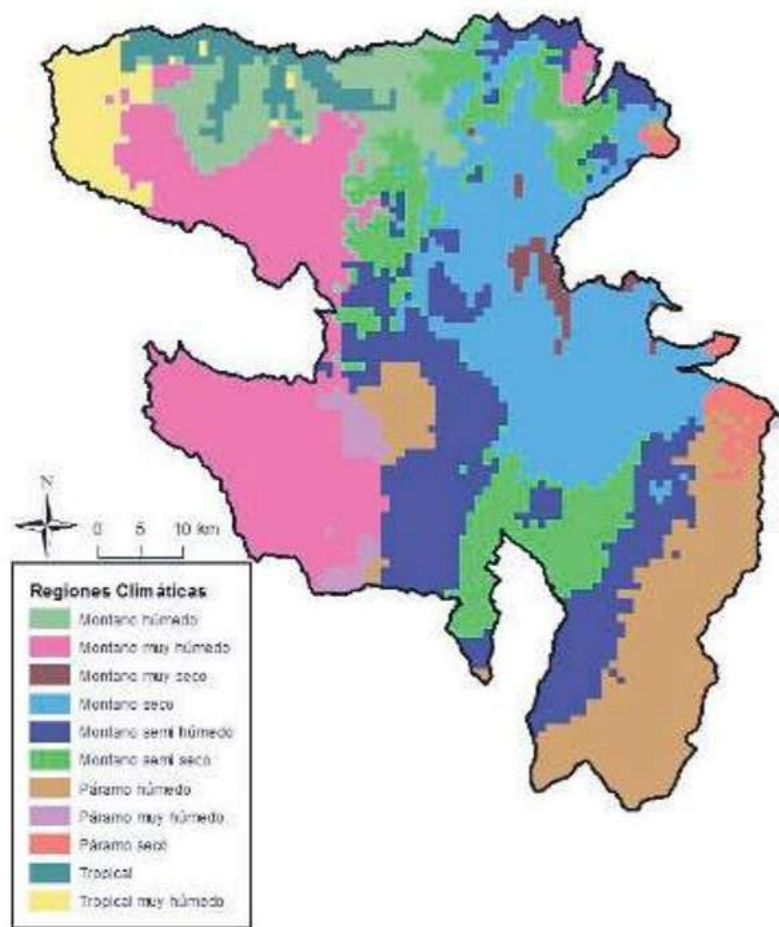 N
0 5 10 km
Regiones Climáticas
Montano húmedo
Montano muy húmedo
Montano muy seco
Montano seco
Montano semi húmedo
Montano semi seco
Páramo húmedo
Páramo muy húmedo
Páramo seco
Tropical
Tropical muy húmedo